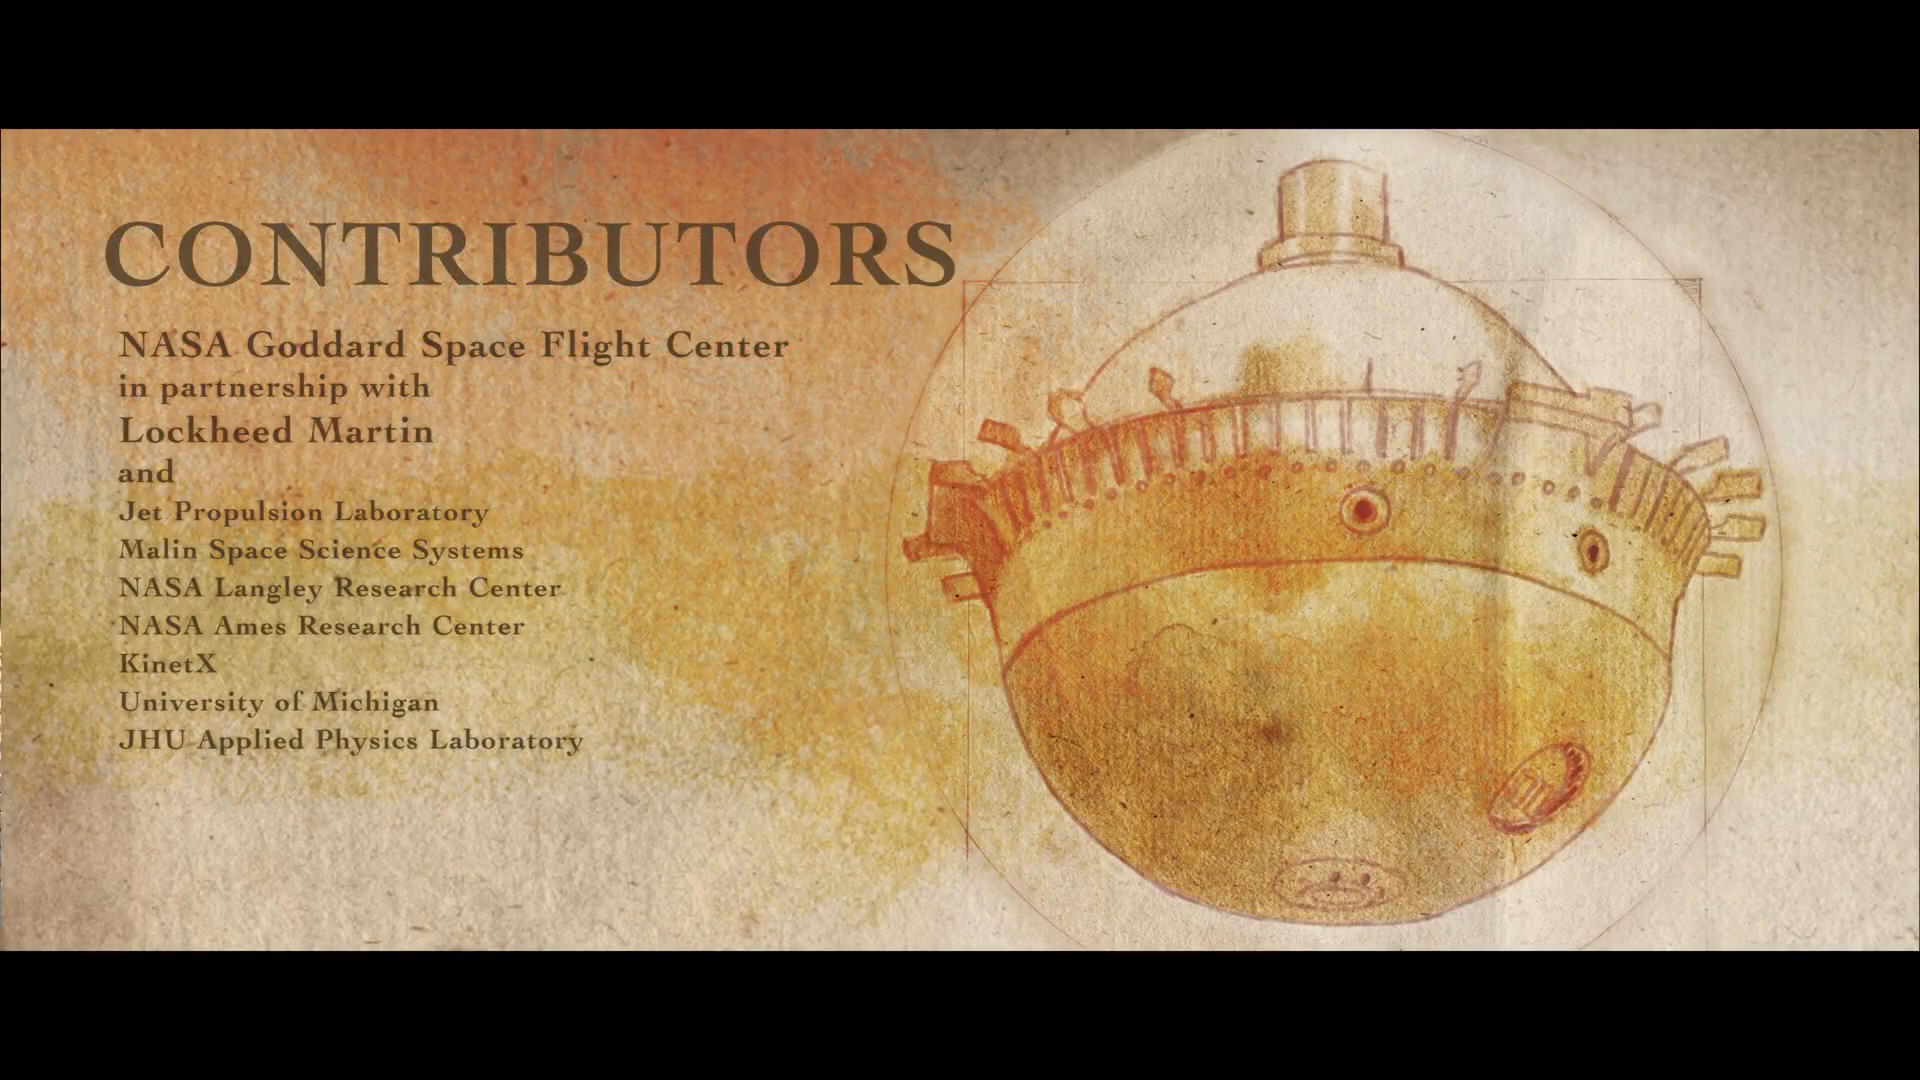 CONTRIBUTORS
NASA Goddard Space Flight Center
in partnership with
Lockheed Martin
and
Jet Propulsion Laboratory
Malin Space Science Systems
NASA Langley Research Center
NASA Ames Research Center
KinetX
University of Michigan
JHU Applied Physics Laboratory